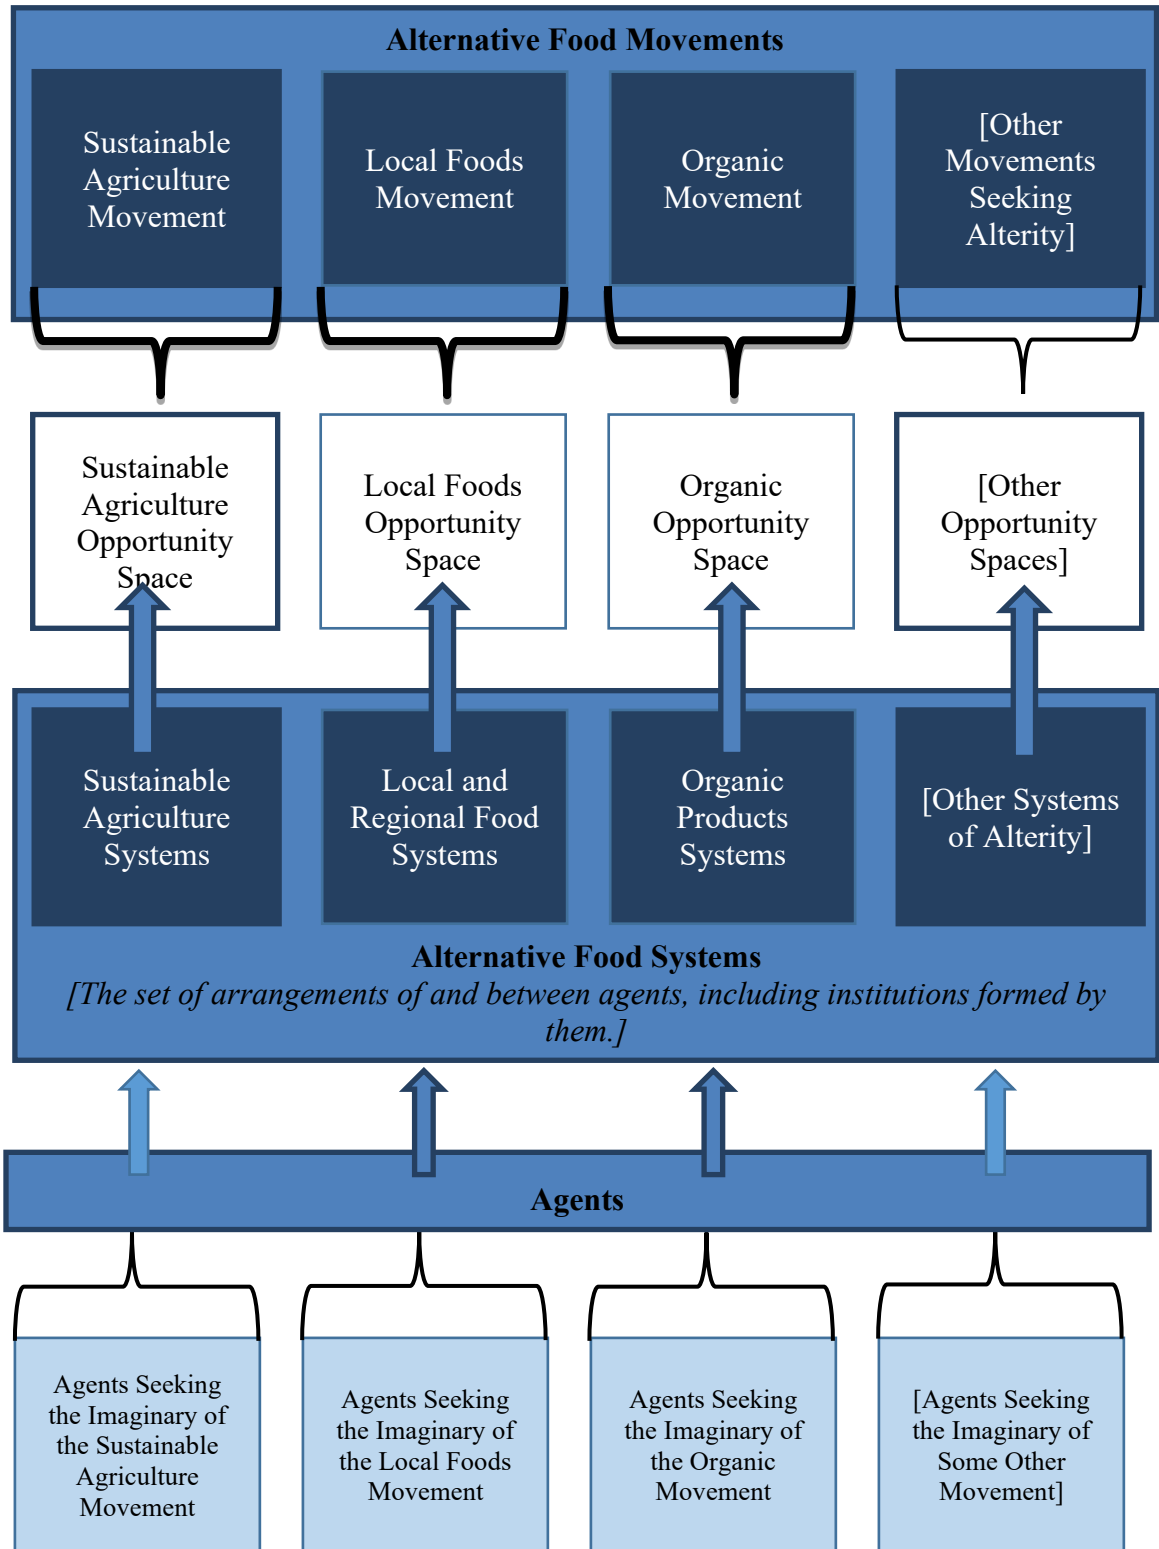 Alternative Food Movements
Sustainable
Agriculture
Movement
Local Foods
Movement
Organic
Movement
[Other
Movements
Seeking
Alterity]
Sustainable
Agriculture
Opportunity
Space
Local Foods
Opportunity
Space
Organic
Opportunity
Space
[Other
Opportunity
Spaces]
Sustainable
Agriculture
Systems
Local and
Regional Food
Systems
Organic
Products
Systems
[Other Systems
of Alterity]
Alternative Food Systems
[The set of arrangements of and between agents, including institutions formed by
them.]
Agents
Agents Seeking
the Imaginary of
the Sustainable
Agriculture
Movement
Agents Seeking
the Imaginary of
the Local Foods
Movement
Agents Seeking
the Imaginary of
the Organic
Movement
[Agents Seeking
the Imaginary of
Some Other
Movement]